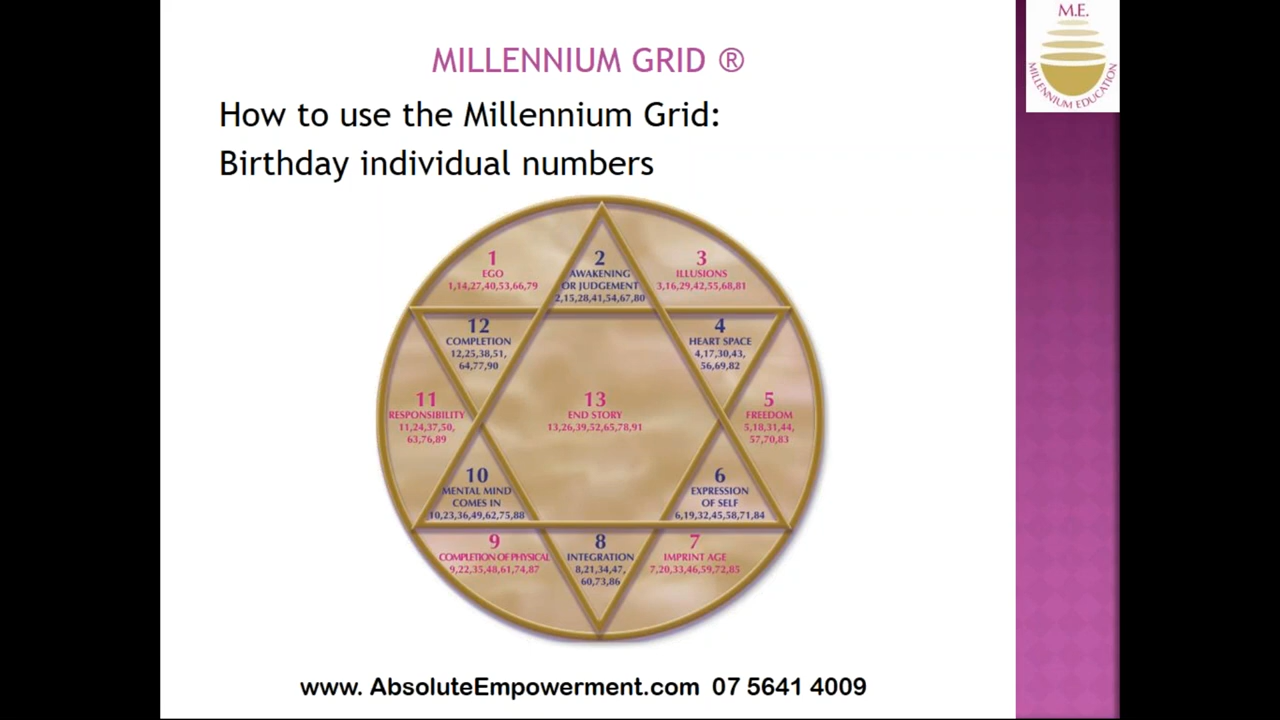 M.E.
MILLENNIUM EDUCATION
MILLENNIUM GRID ®
How to use the Millennium Grid:
Birthday individual numbers
1
EGO
1,14,27,40,53,66,79
2
AWAKENING
OR JUDGEMENT
2,15,28,41,54,67,80
3
ILLUSIONS
3,16,29,42,55,68,81
12
COMPLETION
12,25,38,51,
64,77,90
4
HEART SPACE
4,17,30,43,
56,69,82
11
RESPONSIBILITY
11,24,37,50,
63,76,89
13
END STORY
13,26,39,52,65,78,91
5
FREEDOM
5,18,31,44,
57,70,83
10
MENTAL MIND
COMES IN
10,23,36,49,62,75,88
6
EXPRESSION
OF SELF
6,19,32,45,58,71,84
9
COMPLETION OF PHYSICAL
9,22,35,48,61,74,87
8
INTEGRATION
8,21,34,47,
60,73,86
7
IMPRINT AGE
7,20,33,46,59,72,85
www. AbsoluteEmpowerment.com 07 5641 4009